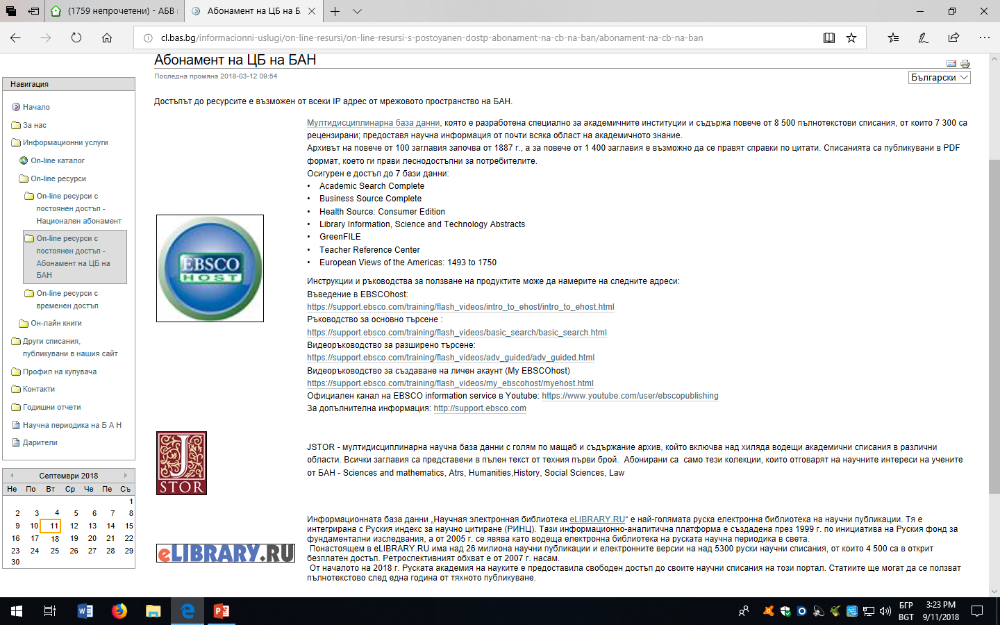 (1759 непрочетени) - АБВ
Абонамент на ЦБ на Б
cl.bas.bg/informacionni-uslugi/on-line-resursi/on-line-resursi-s-postoyanen-dostp-abonament-na-cb-na-ban/abonament-na-cb-na-ban
Навигация
Начало
За нас
Информационни услуги
On-line каталог
On-line ресурси
On-line ресурси с
постоянен достъп -
Национален абонамент
On-line ресурси с
постоянен достъп -
Абонамент на ЦБ на
БАН
On-line ресурси с
временен достъп
Он-лайн книги
Други списания,
публикувани в нашия сайт
Профил на купувача
Контакти
Годишни отчети
Научна периодика на Б А Н
Дарители
Септември 2018
Не По Вт Ср Че Пе Съ
1
2 3 4 5 6 7 8
9 10 11 12 13 14 15
16 17 18 19 20 21 22
23 24 25 26 27 28 29
30
Абонамент на ЦБ на БАН
Последна промяна 2018-03-12 09:54
Български
Достъпът до ресурсите е възможен от всеки IP адрес от мрежовото пространство на БАН.
EBSCO
HOST
Мултидисциплинарна база данни, която е разработена специално за академичните институции и съдържа повече от 8 500 пълнотекстови списания, от които 7 300 са
рецензирани; предоставя научна информация от почти всяка област на академичното знание.
Архивът на повече от 100 заглавия започва от 1887 г., а за повече от 1 400 заглавия е възможно да се правят справки по цитати. Списанията са публикувани в PDF
формат, което ги прави леснодостъпни за потребителите.
Осигурен е достъп до 7 бази данни:
• Academic Search Complete
• Business Source Complete
• Health Source: Consumer Edition
• Library Information, Science and Technology Abstracts
• GreenFILE
• Teacher Reference Center
• European Views of the Americas: 1493 to 1750
Инструкции и ръководства за ползване на продуктите може да намерите на следните адреси:
Въведение в EBSCOhost:
https://support.ebsco.com/training/flash_videos/intro_to_ehost/intro_to_ehost.html
Ръководство за основно търсене :
https://support.ebsco.com/training/flash_videos/basic_search/basic_search.html
Видеоръководство за разширено търсене:
https://support.ebsco.com/training/flash_videos/adv_guided/adv_guided.html
Видеоръководство за създаване на личен акаунт (My EBSCOhost)
https://support.ebsco.com/training/flash_videos/my_ebscohost/myehost.html
Официален канал на EBSCO information service в Youtube: https://www.youtube.com/user/ebscopublishing
За допълнителна информация: http://support.ebsco.com
J
STOR
JSTOR - мултидисциплинарна научна база данни с голям по мащаб и съдържание архив, който включва над хиляда водещи академични списания в различни
области. Всички заглавия са представени в пълен текст от техния първи брой. Абонирани са само тези колекции, които отговарят на научните интереси на учените
от БАН - Sciences and mathematics, Atrs, Humanities,History, Social Sciences, Law
eLIBRARY.RU
Информационната база данни „Научная электронная библиотека eLIBRARY.RU“ е най-голямата руска електронна библиотека на научни публикации. Тя е
интегрирана с Руския индекс за научно цитиране (РИНЦ). Тази информационно-аналитична платформа е създадена през 1999 г. по инициатива на Руския фонд за
фундаментални изследвания, а от 2005 г. се явява като водеща електронна библиотека на руската научна периодика в света.
Понастоящем в eLIBRARY.RU има над 26 милиона научни публикации и електронните версии на над 5300 руски научни списания, от които 4 500 са в открит
безплатен достъп. Ретроспективният обхват е от 2007 г. насам.
От началото на 2018 г. Руската академия на науките е предоставила свободен достъп до своите научни списания на този портал. Статиите ще могат да се ползват
пълнотекстово след една година от тяхното публикуване.
БГР
BGT
3:23 PM
9/11/2018